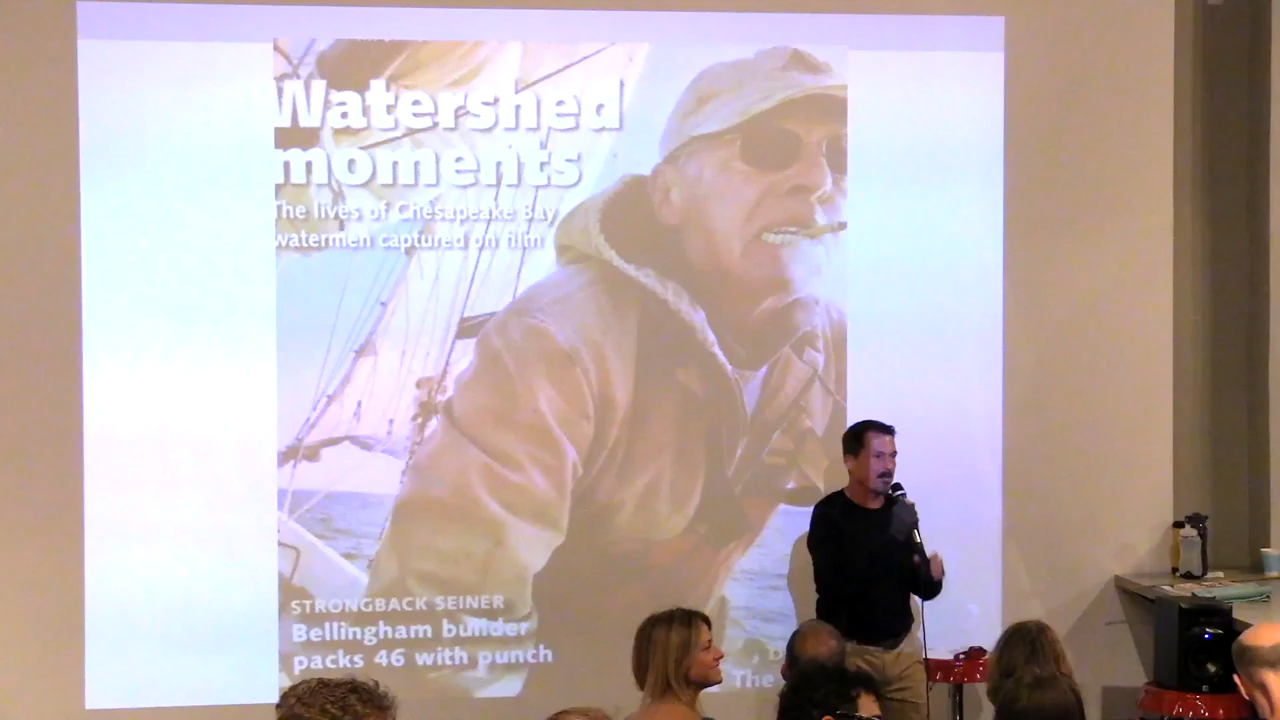 Watershed
moments
The lives of Chesapeake Bay
watermen captured on film
STRONGBACK SEINER
Bellingham builder
packs 46 with punch
The